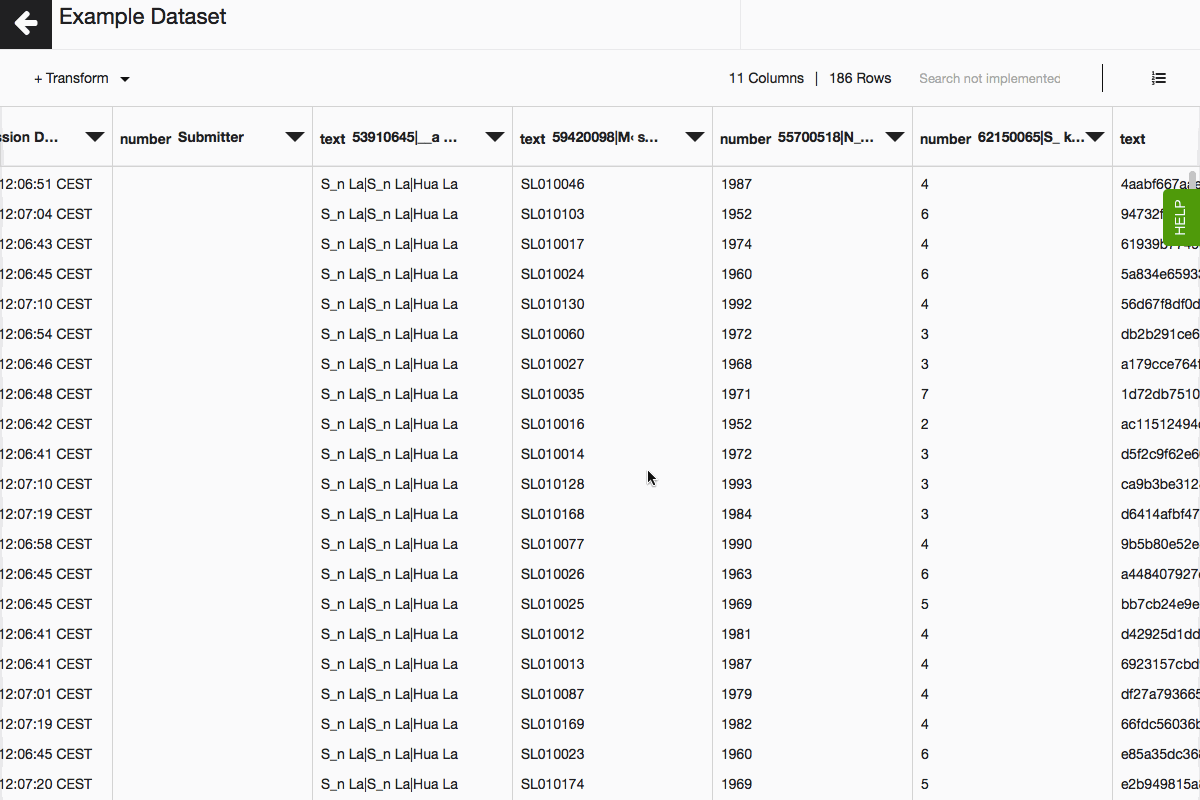 Example Dataset
+ Transform 11 Columns | 186 Rows Search not implemented
ssion D... number Submitter text 53910645|__a ... text 59420098|M‹ s... number 55700518|N_... number 62150065|S_ k... text
12:06:51 CEST S_n La|S_n La|Hua La SL010046 1987 4 4aabf667aa
HELP
12:07:04 CEST S_n La|S_n La|Hua La SL010103 1952 6 94732f
12:06:43 CEST S_n La|S_n La|Hua La SL010017 1974 4 61939b
12:06:45 CEST S_n La|S_n La|Hua La SL010024 1960 6 5a834e6593
12:07:10 CEST S_n La|S_n La|Hua La SL010130 1992 4 56d67f8df0d
12:06:54 CEST S_n La|S_n La|Hua La SL010060 1972 3 db2b291ce6
12:06:46 CEST S_n La|S_n La|Hua La SL010027 1968 3 a179cce764f
12:06:48 CEST S_n La|S_n La|Hua La SL010035 1971 7 1d72db7510
12:06:42 CEST S_n La|S_n La|Hua La SL010016 1952 2 ac11512494
12:06:41 CEST S_n La|S_n La|Hua La SL010014 1972 3 d5f2c9f62e6
12:07:10 CEST S_n La|S_n La|Hua La SL010128 1993 3 ca9b3be312
12:07:19 CEST S_n La|S_n La|Hua La SL010168 1984 3 d6414afbf47
12:06:58 CEST S_n La|S_n La|Hua La SL010077 1990 4 9b5b80e52e
12:06:45 CEST S_n La|S_n La|Hua La SL010026 1963 6 a448407927
12:06:45 CEST S_n La|S_n La|Hua La SL010025 1969 5 bb7cb24e9e
12:06:41 CEST S_n La|S_n La|Hua La SL010012 1981 4 d42925d1dd
12:06:41 CEST S_n La|S_n La|Hua La SL010013 1987 4 6923157cbd
12:07:01 CEST S_n La|S_n La|Hua La SL010087 1979 4 df27a793665
12:07:19 CEST S_n La|S_n La|Hua La SL010169 1982 4 66fdc56036b
12:06:45 CEST S_n La|S_n La|Hua La SL010023 1960 6 e85a35dc36
12:07:20 CEST S_n La|S_n La|Hua La SL010174 1969 5 e2b949815a